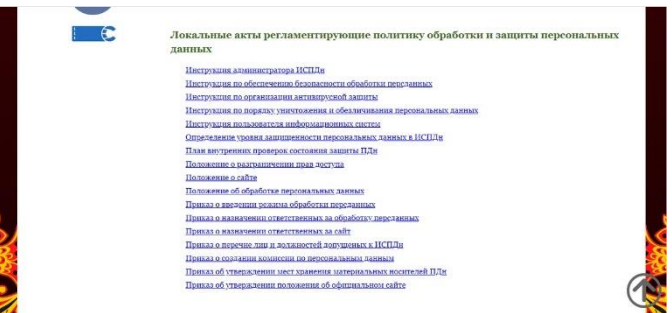 Локальные акты регламентирующие политику обработки и защиты персональных
данных
Инструкция администратора ИСПДн
Инструкция по обеспечению безопасности обработки перcданных
Инструкция по организации антивирусной защиты
Инструкция по порядку уничтожения и обезличивания персональных данных
Инструкция пользователя информационных систем
Определение уровня защищенности персональных данных в ИСПДн
План внутренних проверок состояния защиты ПДн
Положение о разграничении прав доступа
Положение о сайте
Положение об обработке персональных данных
Приказ о введении режима обработки персданных
Приказ о назначении ответственных за обработку персданных
Приказ о назначении ответственных за сайт
Приказ о перечне лиц и должностей допущеных к ИСПДн
Приказ о создании комиссии по персональным данным
Приказ об утверждении мест хранения материальных носителей ПДн
Приказ об утверждении положения об официальном сайте